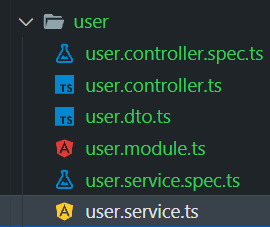 user
user.controller.spec.ts
TS user.controller.ts
TS user.dto.ts
A user.module.ts
user.service.spec.ts
A user.service.ts